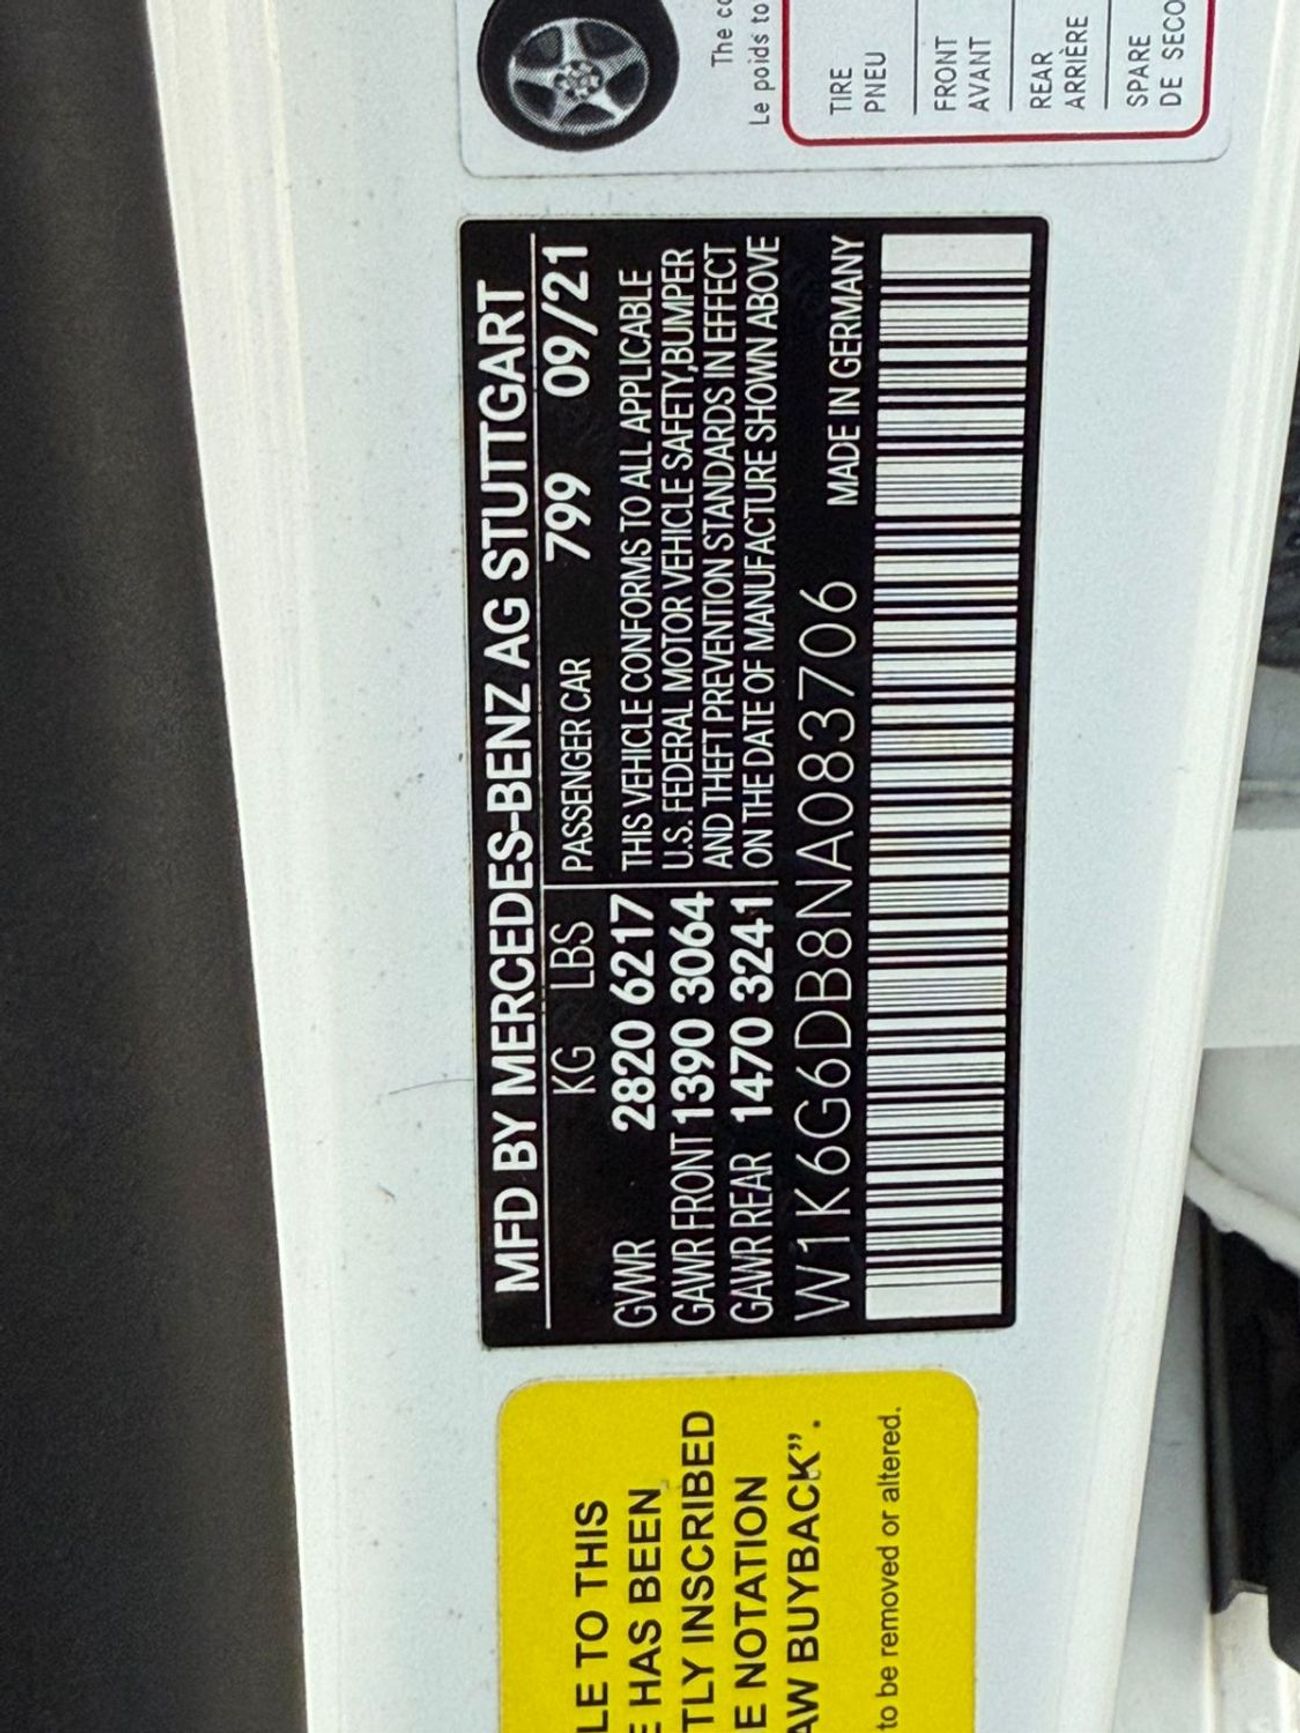 LE TO THIS
E HAS BEEN
TLY INSCRIBED
E NOTATION
AW BUYBACK”.
to be removed or altered.
MFD BY MERCEDES-BENZ AG STUTTGART
KG LBS PASSENGER CAR 799 09/21
GVWR 2820 6217
GAWR FRONT 1390 3064
GAWR REAR 1470 3241
THIS VEHICLE CONFORMS TO ALL APPLICABLE
U.S. FEDERAL MOTOR VEHICLE SAFETY,BUMPER
AND THEFT PREVENTION STANDARDS IN EFFECT
ON THE DATE OF MANUFACTURE SHOWN ABOVE
W1K6G6DB8NA083706 MADE IN GERMANY
The co
Le poids to
TIRE
PNEU
FRONT
AVANT
REAR
ARRIÈRE
SPARE
DE SECO